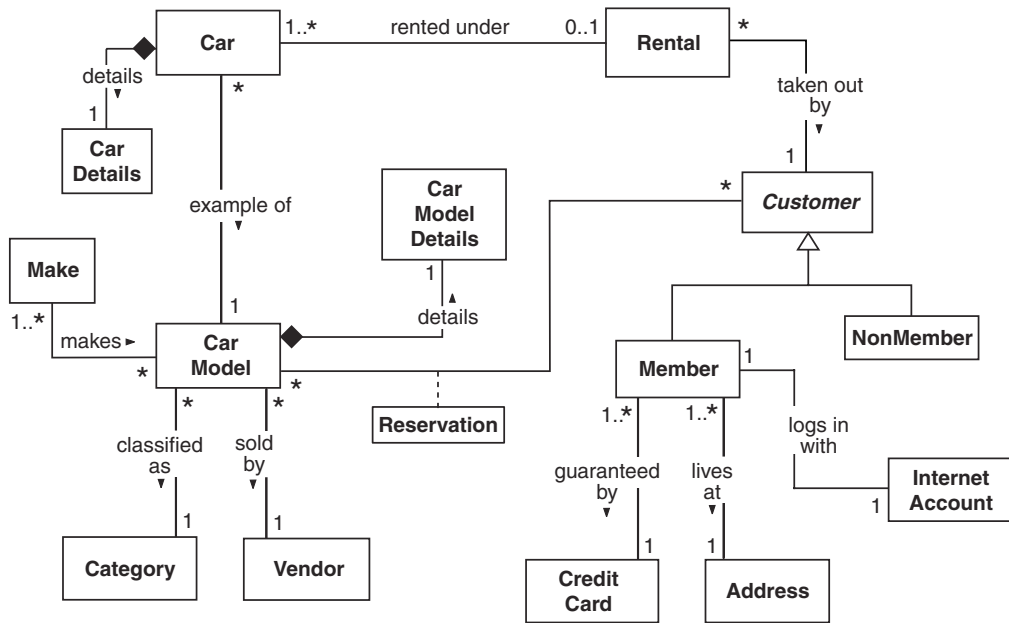 Car
1..*
rented under
0..1
Rental
*
details
*
taken out
by
1
Car
Details
1
Car
Model
Details
*
Customer
example of
Make
1
1..*
1
details
NonMember
makes
Car
Model
Member
1
*
*
*
*
Reservation
1..*
1..*
logs in
with
classified
as
sold
by
guaranteed
by
lives
at
Internet
Account
1
1
1
1
1
Category
Vendor
Credit
Card
Address